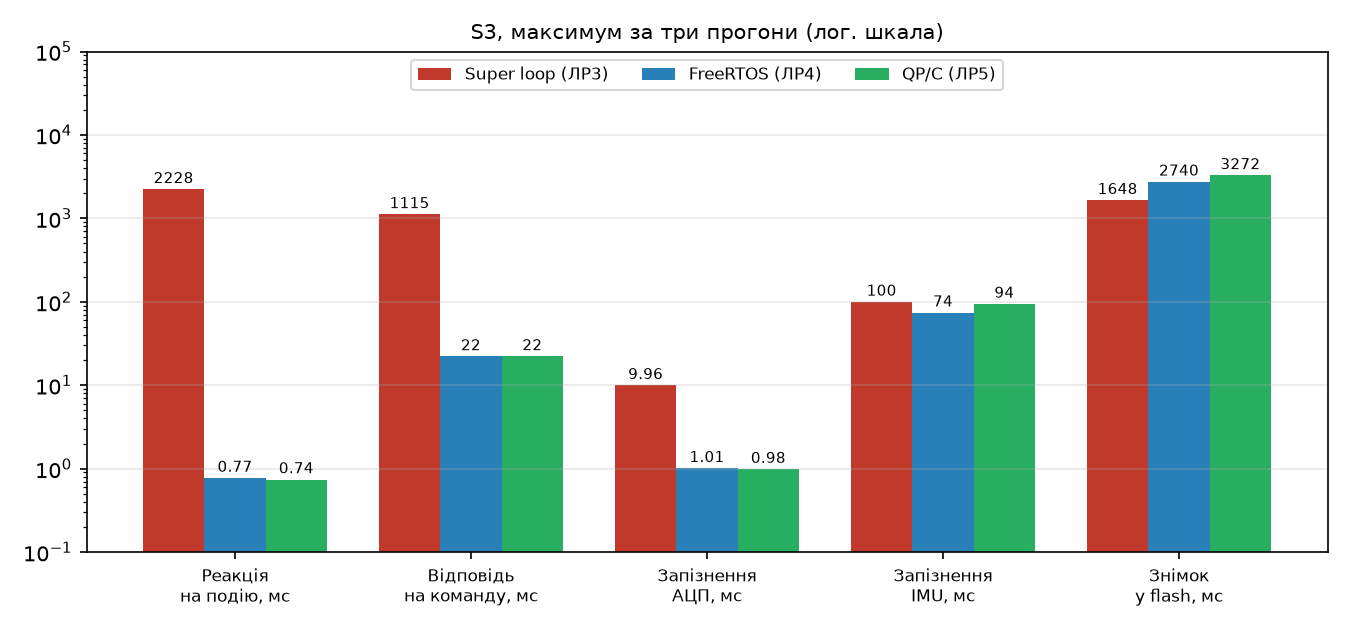 S3, максимум за три прогони (лог. шкала)
Super loop (ЛР3) FreeRTOS (ЛР4) QP/C (ЛР5)
10^5
10^4
10^3
10^2
10^1
10^0
10^−1
2228 0.77 0.74
1115 22 22
9.96 1.01 0.98
100 74 94
1648 2740 3272
Реакція
на подію, мс
Відповідь
на команду, мс
Запізнення
АЦП, мс
Запізнення
IMU, мс
Знімок
у flash, мс